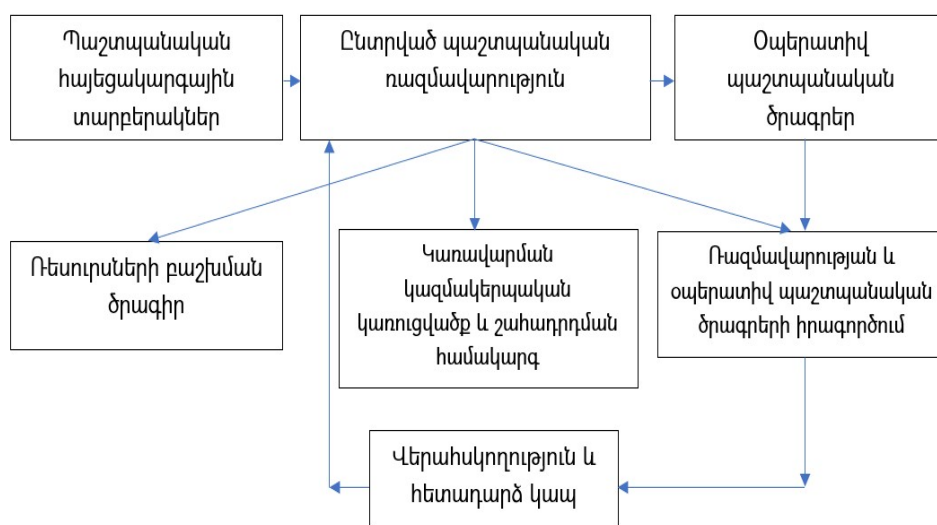 Պաշտպանական
հայեցակարգային
տարբերակներ
Ընտրված պաշտպանական
ռազմավարություն
Օպերատիվ
պաշտպանական
ծրագրեր
Ռեսուրսների բաշխման
ծրագիր
Կառավարման
կազմակերպական
կառուցվածք և շահադրդման
համակարգ
Ռազմավարության և
օպերատիվ պաշտպանական
ծրագրերի իրագործում
Վերահսկողություն և
հետադարձ կապ